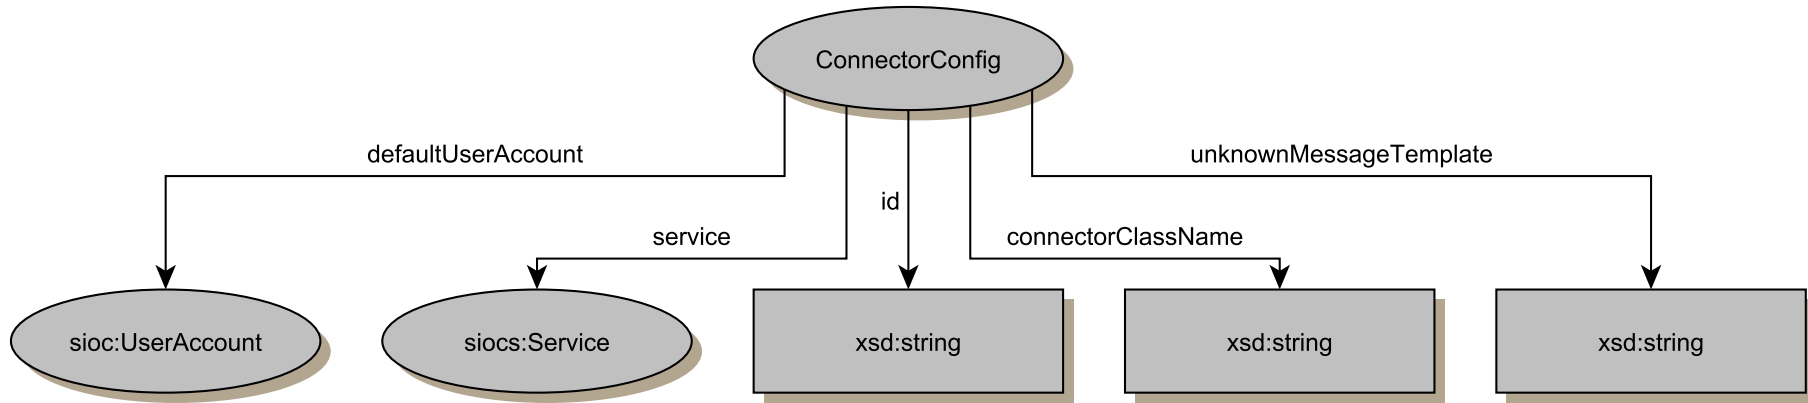 ConnectorConfig
defaultUserAccount
unknownMessageTemplate
id
service
connectorClassName
sioc:UserAccount
siocs:Service
xsd:string
xsd:string
xsd:string